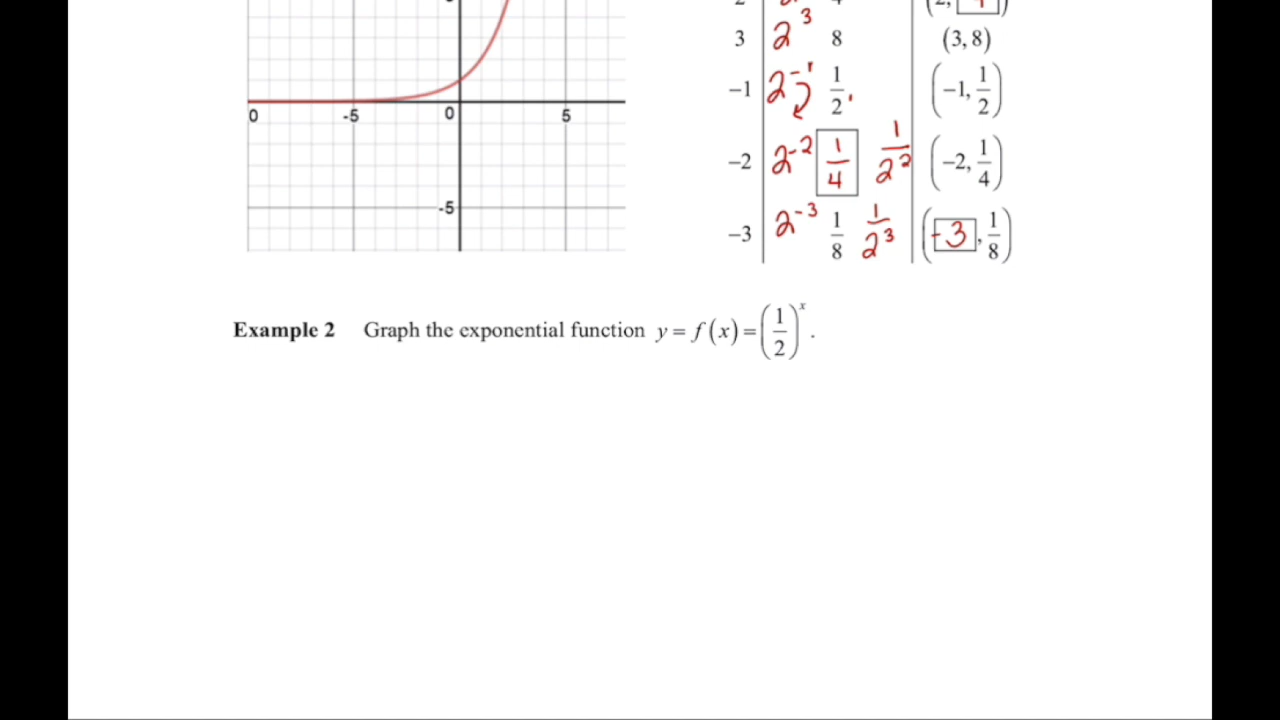 3 2^3 8 (3, 8)
-1 2^-1 1/2 (-1, 1/2)
0 -5 0 5
-2 2^-2 1/4 1/2^2 (-2, 1/4)
-5
-3 2^-3 1/8 1/2^3 (-3, 1/8)
Example 2 Graph the exponential function y = f(x) = (1/2)^x.